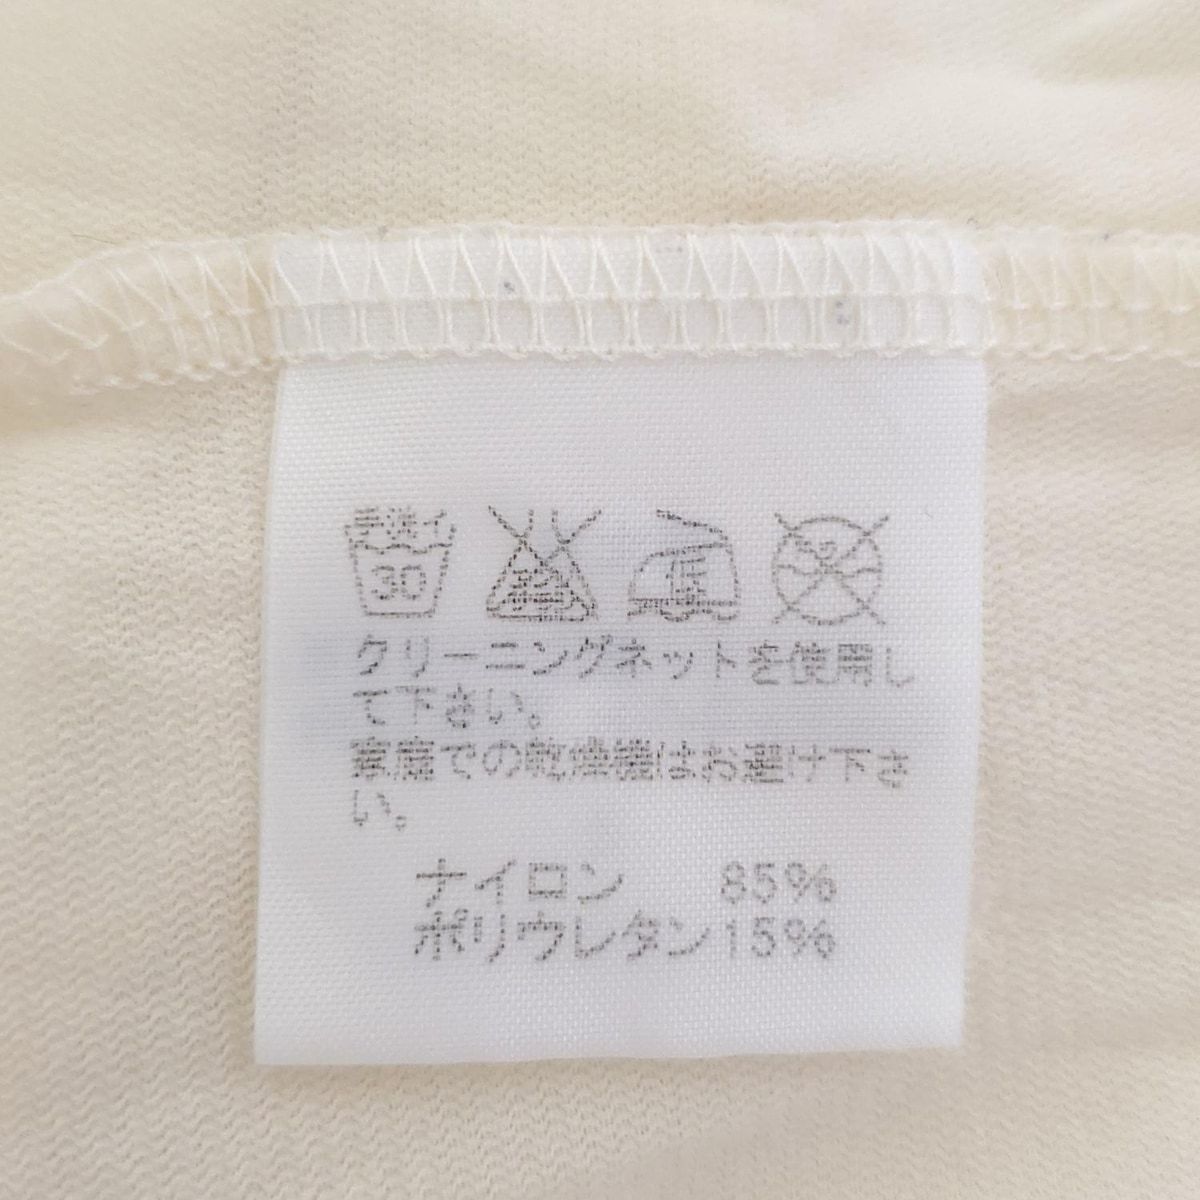 手洗イ
30
低
クリーニングネットを使用し
て下さい。
家庭での乾燥機はお避け下さ
い。
ナイロン 85%
ポリウレタン15%